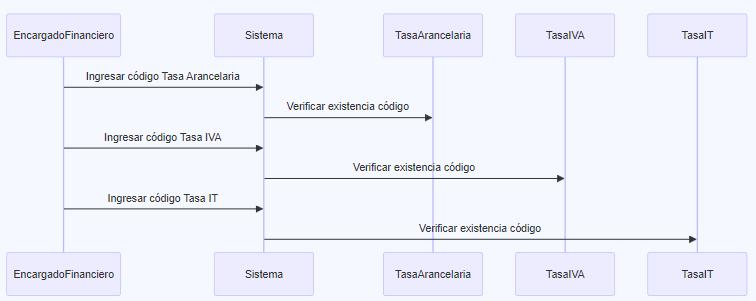 EncargadoFinanciero Sistema TasaArancelaria TasaIVA TasaIT
Ingresar código Tasa Arancelaria
Verificar existencia código
Ingresar código Tasa IVA
Verificar existencia código
Ingresar código Tasa IT
Verificar existencia código
EncargadoFinanciero Sistema TasaArancelaria TasaIVA TasaIT